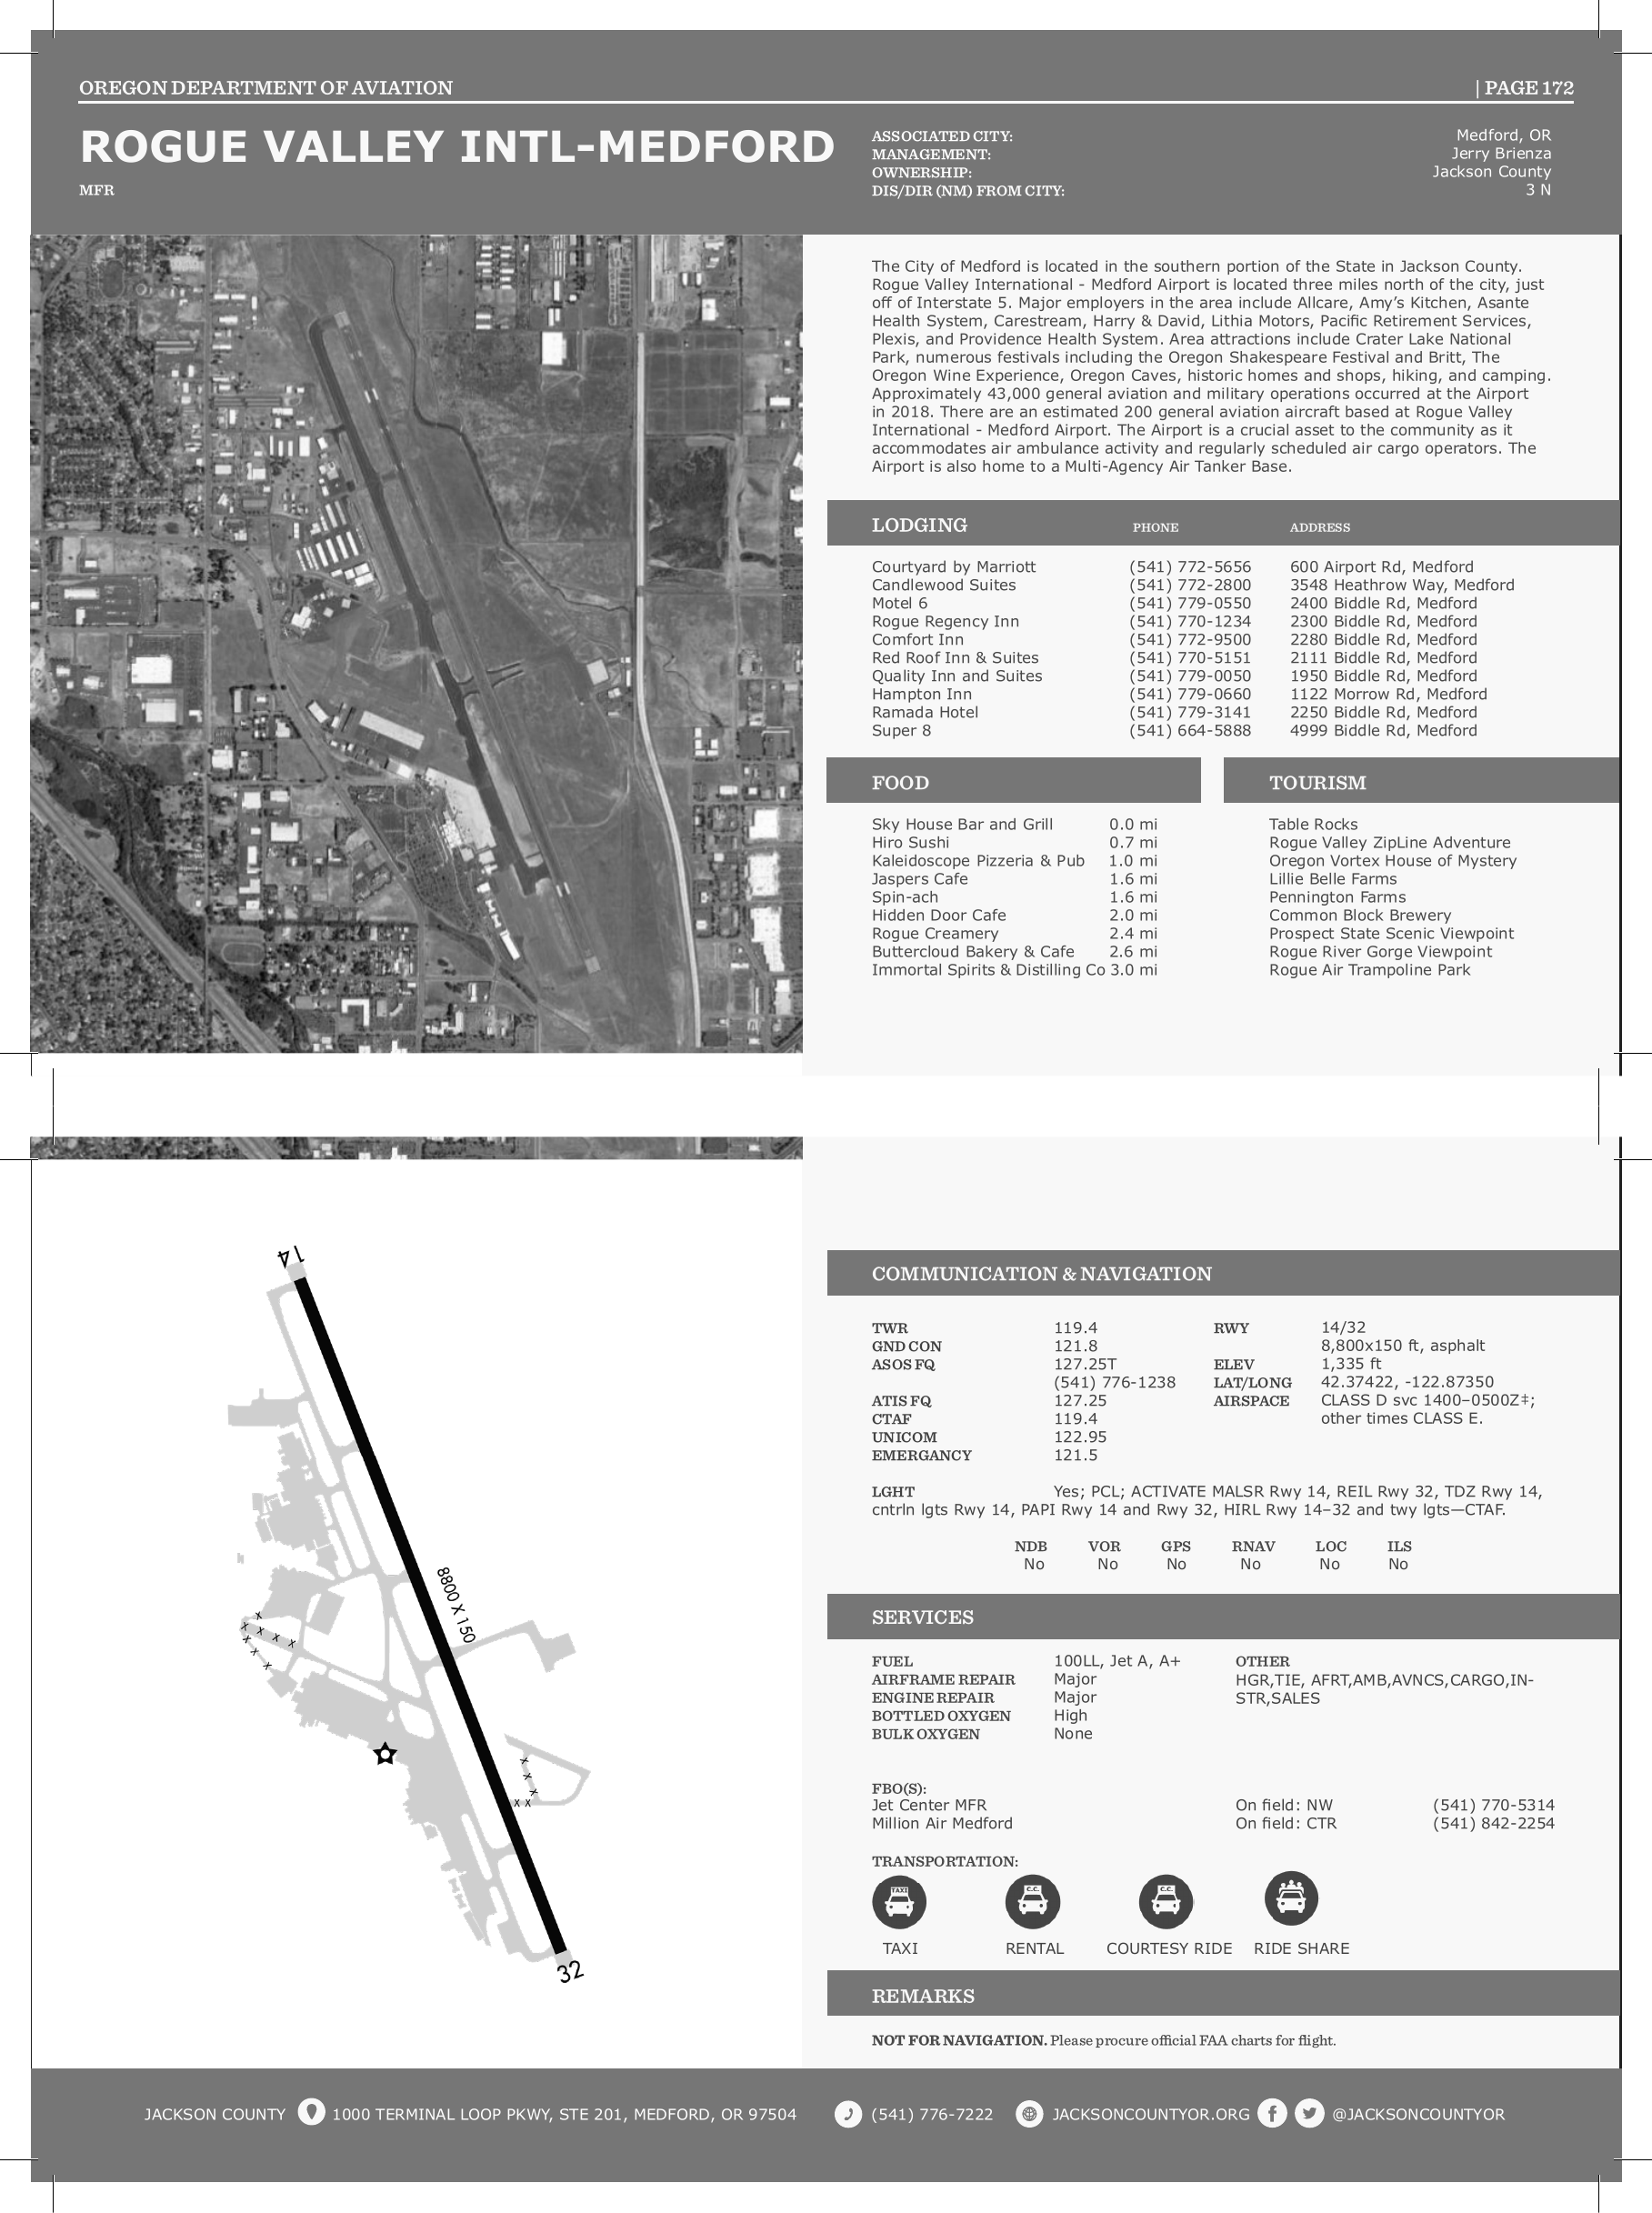 OREGON DEPARTMENT OF AVIATION | PAGE 172
ROGUE VALLEY INTL-MEDFORD
MFR
ASSOCIATED CITY: Medford, OR
MANAGEMENT: Jerry Brienza
OWNERSHIP: Jackson County
DIS/DIR (NM) FROM CITY: 3 N
The City of Medford is located in the southern portion of the State in Jackson County.
Rogue Valley International - Medford Airport is located three miles north of the city, just
off of Interstate 5. Major employers in the area include Allcare, Amy’s Kitchen, Asante
Health System, Carestream, Harry & David, Lithia Motors, Pacific Retirement Services,
Plexis, and Providence Health System. Area attractions include Crater Lake National
Park, numerous festivals including the Oregon Shakespeare Festival and Britt, The
Oregon Wine Experience, Oregon Caves, historic homes and shops, hiking, and camping.
Approximately 43,000 general aviation and military operations occurred at the Airport
in 2018. There are an estimated 200 general aviation aircraft based at Rogue Valley
International - Medford Airport. The Airport is a crucial asset to the community as it
accommodates air ambulance activity and regularly scheduled air cargo operators. The
Airport is also home to a Multi-Agency Air Tanker Base.
LODGING PHONE ADDRESS
Courtyard by Marriott (541) 772-5656 600 Airport Rd, Medford
Candlewood Suites (541) 772-2800 3548 Heathrow Way, Medford
Motel 6 (541) 779-0550 2400 Biddle Rd, Medford
Rogue Regency Inn (541) 770-1234 2300 Biddle Rd, Medford
Comfort Inn (541) 772-9500 2280 Biddle Rd, Medford
Red Roof Inn & Suites (541) 770-5151 2111 Biddle Rd, Medford
Quality Inn and Suites (541) 779-0050 1950 Biddle Rd, Medford
Hampton Inn (541) 779-0660 1122 Morrow Rd, Medford
Ramada Hotel (541) 779-3141 2250 Biddle Rd, Medford
Super 8 (541) 664-5888 4999 Biddle Rd, Medford
FOOD
Sky House Bar and Grill 0.0 mi
Hiro Sushi 0.7 mi
Kaleidoscope Pizzeria & Pub 1.0 mi
Jaspers Cafe 1.6 mi
Spin-ach 1.6 mi
Hidden Door Cafe 2.0 mi
Rogue Creamery 2.4 mi
Buttercloud Bakery & Cafe 2.6 mi
Immortal Spirits & Distilling Co 3.0 mi
TOURISM
Table Rocks
Rogue Valley ZipLine Adventure
Oregon Vortex House of Mystery
Lillie Belle Farms
Pennington Farms
Common Block Brewery
Prospect State Scenic Viewpoint
Rogue River Gorge Viewpoint
Rogue Air Trampoline Park
14
8800 X 150
32
COMMUNICATION & NAVIGATION
TWR 119.4
GND CON 121.8
ASOS FQ 127.25T
(541) 776-1238
ATIS FQ 127.25
CTAF 119.4
UNICOM 122.95
EMERGANCY 121.5
RWY 14/32
8,800x150 ft, asphalt
ELEV 1,335 ft
LAT/LONG 42.37422, -122.87350
AIRSPACE CLASS D svc 1400–0500Z‡;
other times CLASS E.
LGHT Yes; PCL; ACTIVATE MALSR Rwy 14, REIL Rwy 32, TDZ Rwy 14,
cntrln lgts Rwy 14, PAPI Rwy 14 and Rwy 32, HIRL Rwy 14–32 and twy lgts—CTAF.
NDB VOR GPS RNAV LOC ILS
No No No No No No
SERVICES
FUEL 100LL, Jet A, A+
AIRFRAME REPAIR Major
ENGINE REPAIR Major
BOTTLED OXYGEN High
BULK OXYGEN None
OTHER
HGR,TIE, AFRT,AMB,AVNCS,CARGO,IN-
STR,SALES
FBO(S):
Jet Center MFR On field: NW (541) 770-5314
Million Air Medford On field: CTR (541) 842-2254
TRANSPORTATION:
TAXI C.C. C.C.
TAXI RENTAL COURTESY RIDE RIDE SHARE
REMARKS
NOT FOR NAVIGATION. Please procure official FAA charts for flight.
JACKSON COUNTY 1000 TERMINAL LOOP PKWY, STE 201, MEDFORD, OR 97504 (541) 776-7222 JACKSONCOUNTYOR.ORG @JACKSONCOUNTYOR